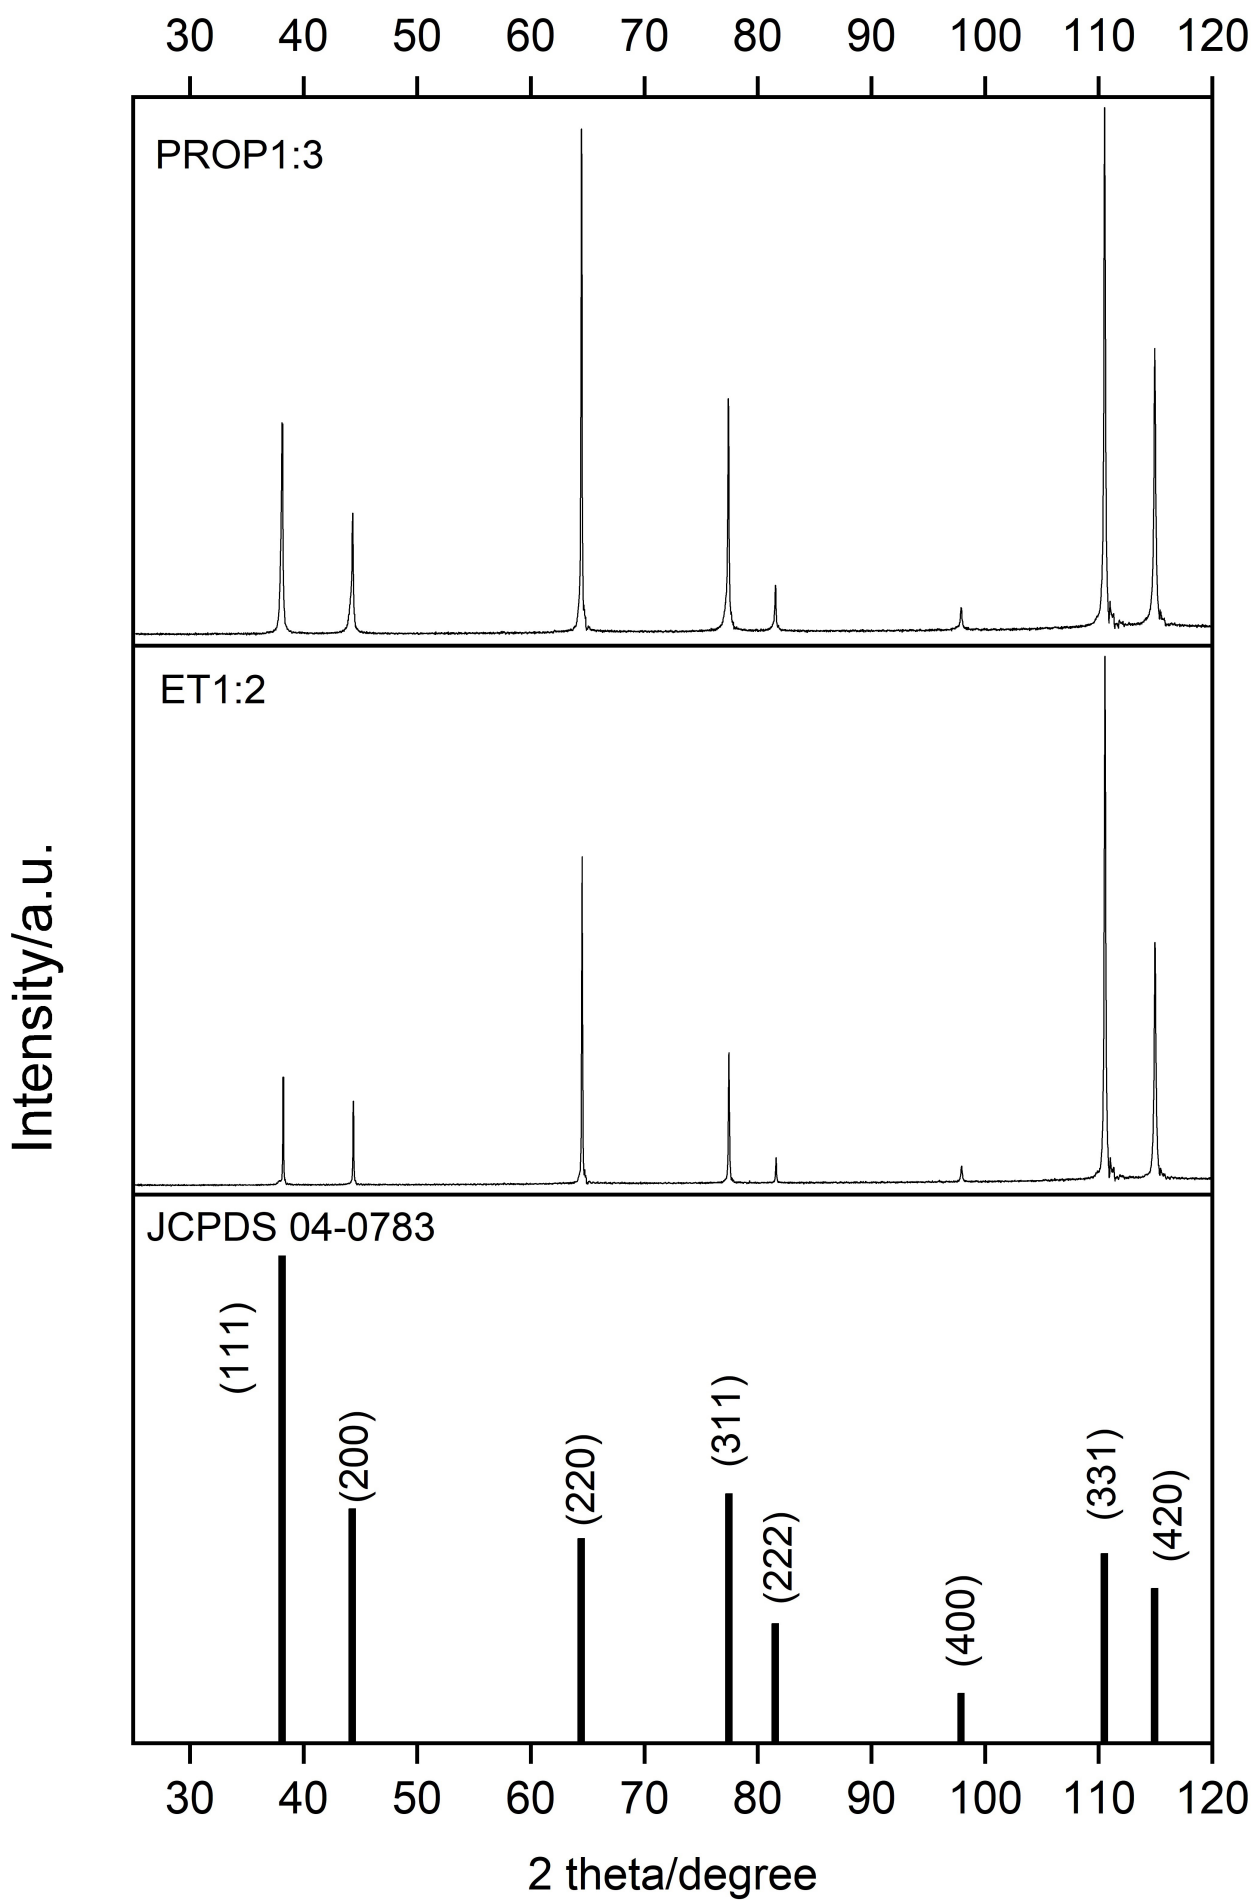 30 40 50 60 70 80 90 100 110 120
PROP1:3
ET1:2
Intensity/a.u.
JCPDS 04-0783
(111)
(200)
(220)
(311)
(222)
(400)
(331)
(420)
30 40 50 60 70 80 90 100 110 120
2 theta/degree